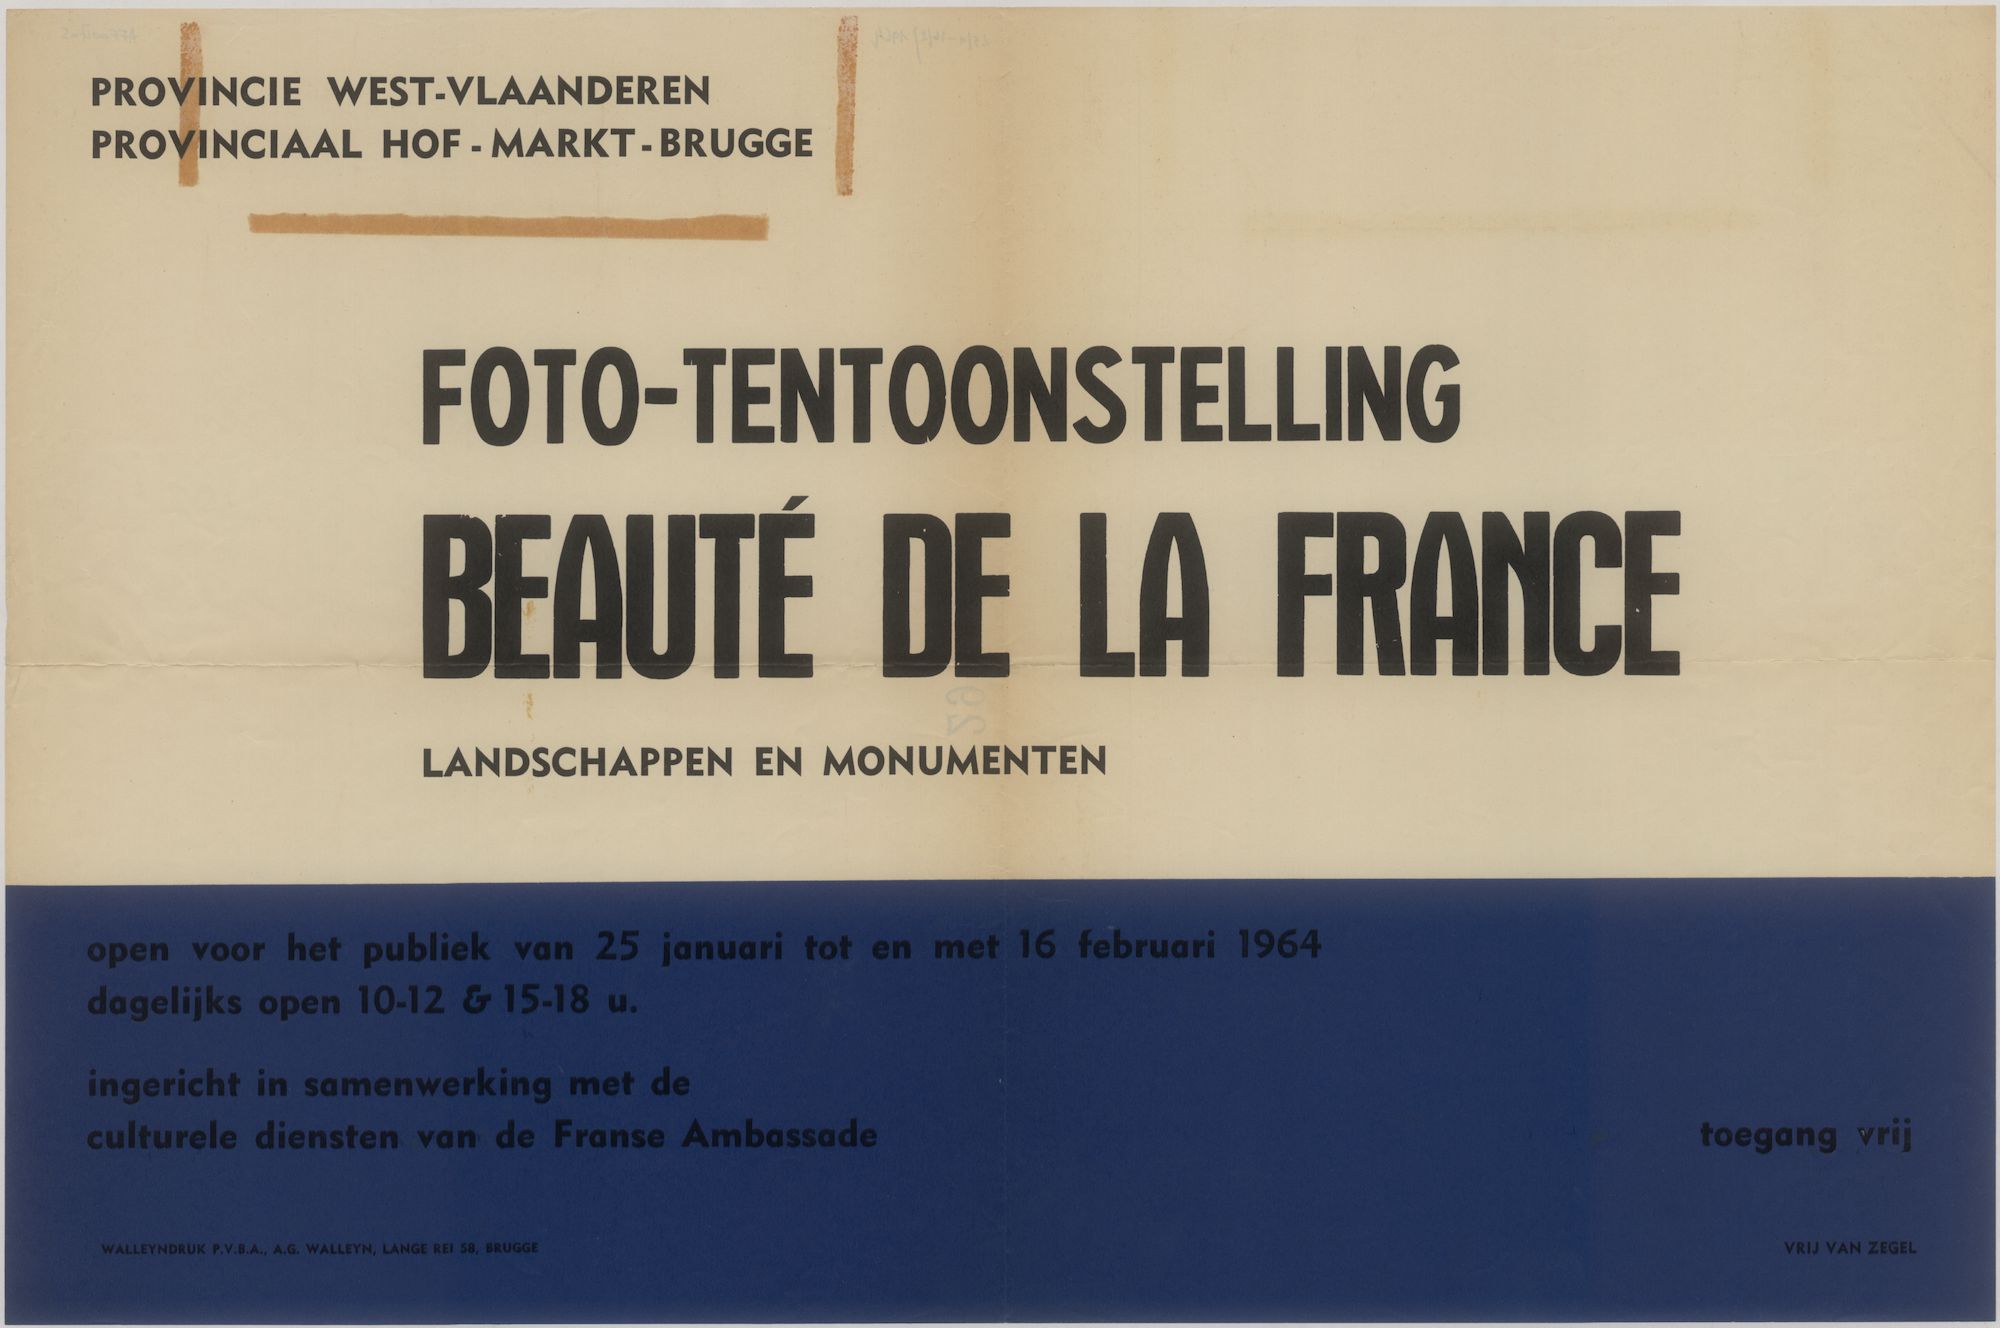 PROVINCIE WEST-VLAANDEREN
PROVINCIAAL HOF - MARKT - BRUGGE
FOTO-TENTOONSTELLING
BEAUTÉ DE LA FRANCE
LANDSCHAPPEN EN MONUMENTEN
open voor het publiek van 25 januari tot en met 16 februari 1964
dagelijks open 10-12 & 15-18 u.
ingericht in samenwerking met de
culturele diensten van de Franse Ambassade
toegang vrij
WALLEYNDRUK P.V.B.A., A.G. WALLEYN, LANGE REI 58, BRUGGE
VRIJ VAN ZEGEL